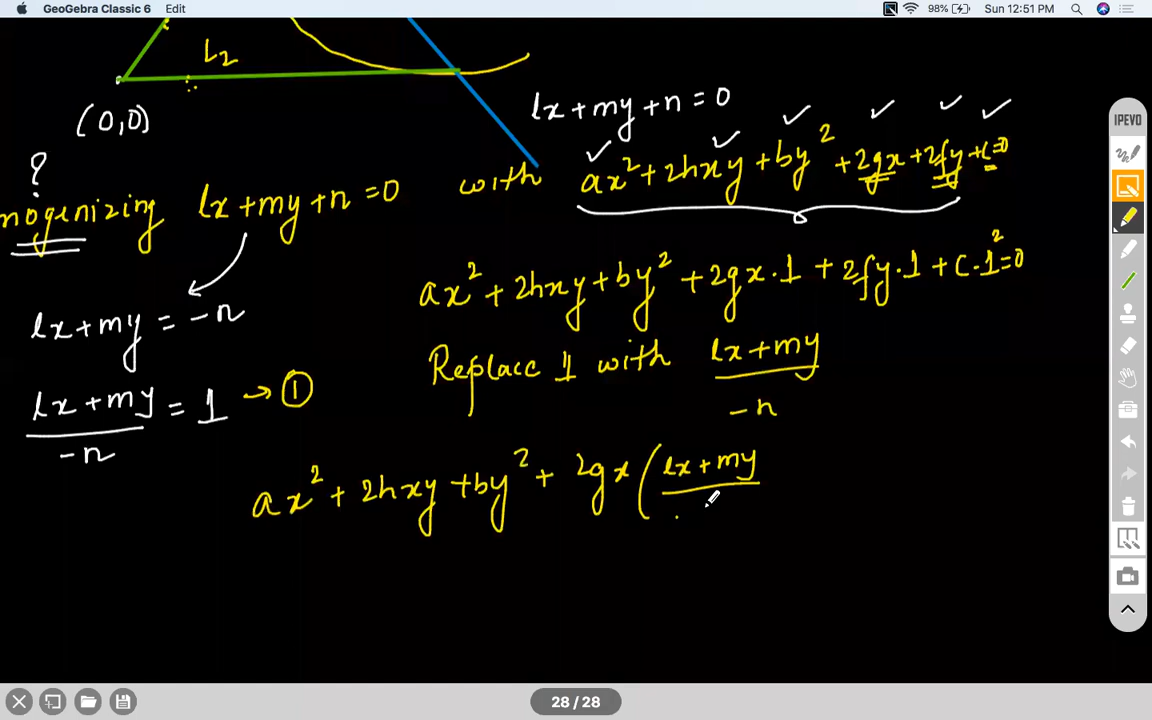 GeoGebra Classic 6 Edit 98% Sun 12:51 PM
L2
(0,0)
lx+my+n=0
?
ax²+2hxy+by²+2gx+2fy+c=0
mogenizing lx+my+n=0 with
ax²+2hxy+by²+2gx·1+2fy·1+C·1²=0
lx+my=-n
Replace 1 with (lx+my)/-n
(lx+my)/-n=1→①
ax²+2hxy+by²+2gx(lx+my
IPEVO
28 / 28